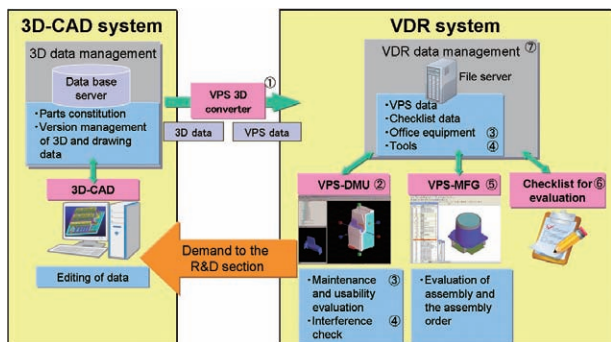 3D-CAD system
3D data management
Data base
server
・Parts constitution
・Version management
of 3D and drawing
data
3D-CAD
Editing of data
①
VPS 3D
converter
3D data
VPS data
Demand to the
R&D section
VDR system
VDR data management ⑦
File server
・VPS data
・Checklist data
・Office equipment ③
・Tools ④
VPS-DMU ②
・Maintenance ③
and usability
evaluation
・Interference ④
check
VPS-MFG ⑤
・Evaluation of
assembly and
the assembly
order
Checklist for ⑥
evaluation